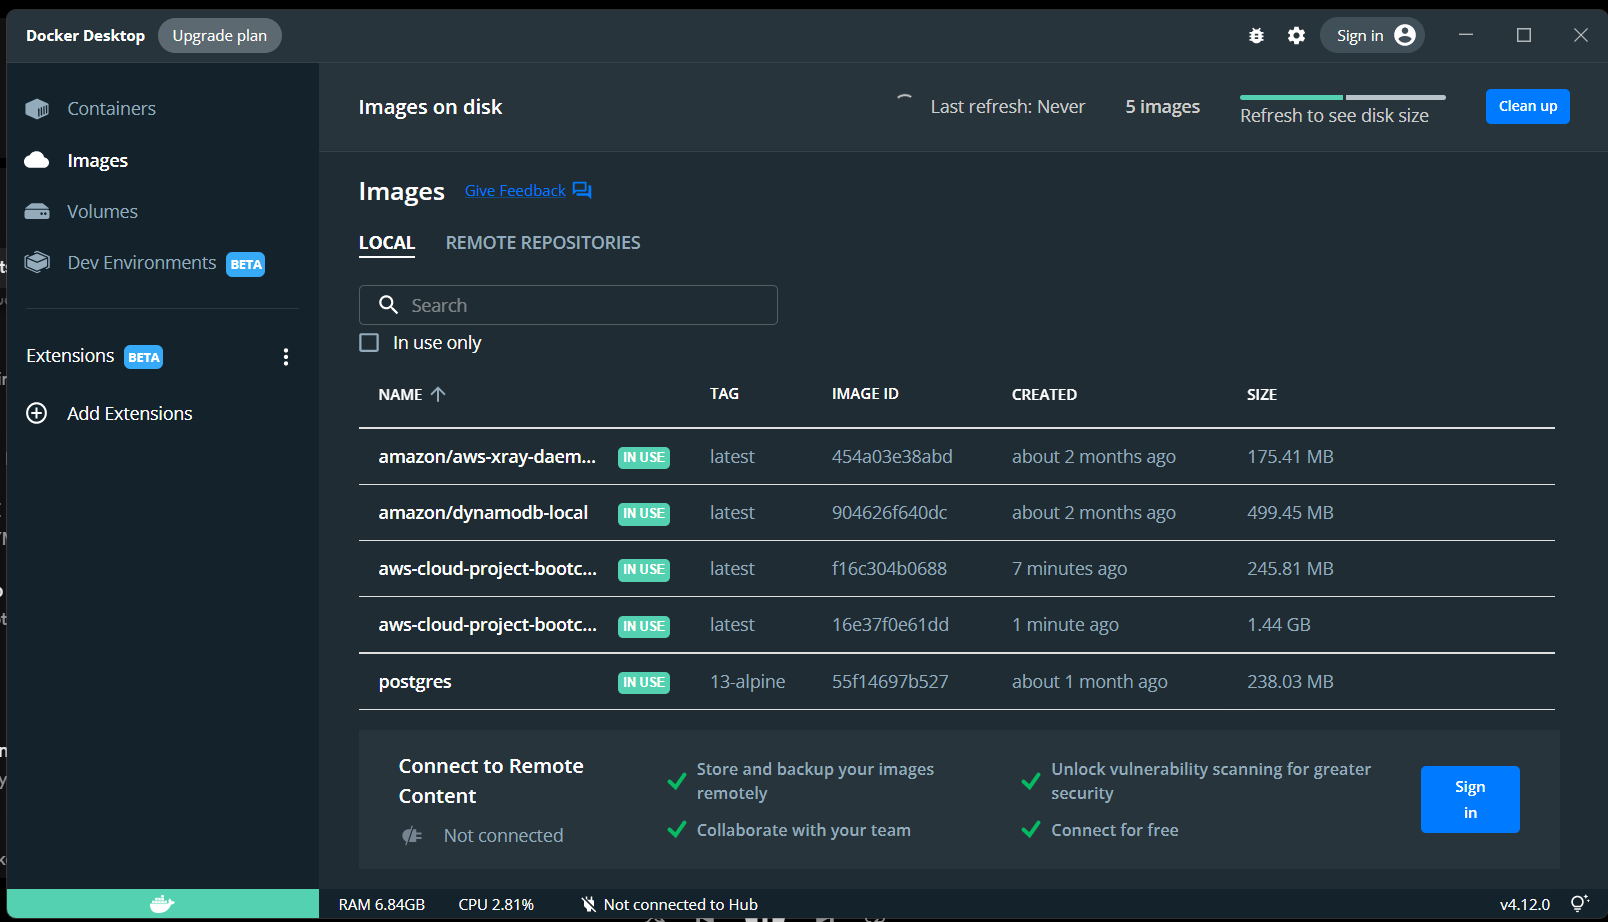 Docker Desktop Upgrade plan Sign in
Containers
Images
Volumes
Dev Environments BETA
Extensions BETA
Add Extensions
Images on disk Last refresh: Never 5 images Refresh to see disk size Clean up
Images Give Feedback
LOCAL REMOTE REPOSITORIES
Search
In use only
NAME TAG IMAGE ID CREATED SIZE
amazon/aws-xray-daem... IN USE latest 454a03e38abd about 2 months ago 175.41 MB
amazon/dynamodb-local IN USE latest 904626f640dc about 2 months ago 499.45 MB
aws-cloud-project-bootc... IN USE latest f16c304b0688 7 minutes ago 245.81 MB
aws-cloud-project-bootc... IN USE latest 16e37f0e61dd 1 minute ago 1.44 GB
postgres IN USE 13-alpine 55f14697b527 about 1 month ago 238.03 MB
Connect to Remote
Content
Not connected
Store and backup your images
remotely
Collaborate with your team
Unlock vulnerability scanning for greater
security
Connect for free
Sign
in
RAM 6.84GB CPU 2.81% Not connected to Hub v4.12.0